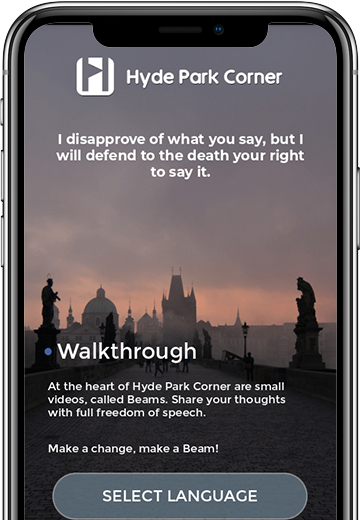 Hyde Park Corner
I disapprove of what you say, but I
will defend to the death your right
to say it.
Walkthrough
At the heart of Hyde Park Corner are small
videos, called Beams. Share your thoughts
with full freedom of speech.
Make a change, make a Beam!
SELECT LANGUAGE